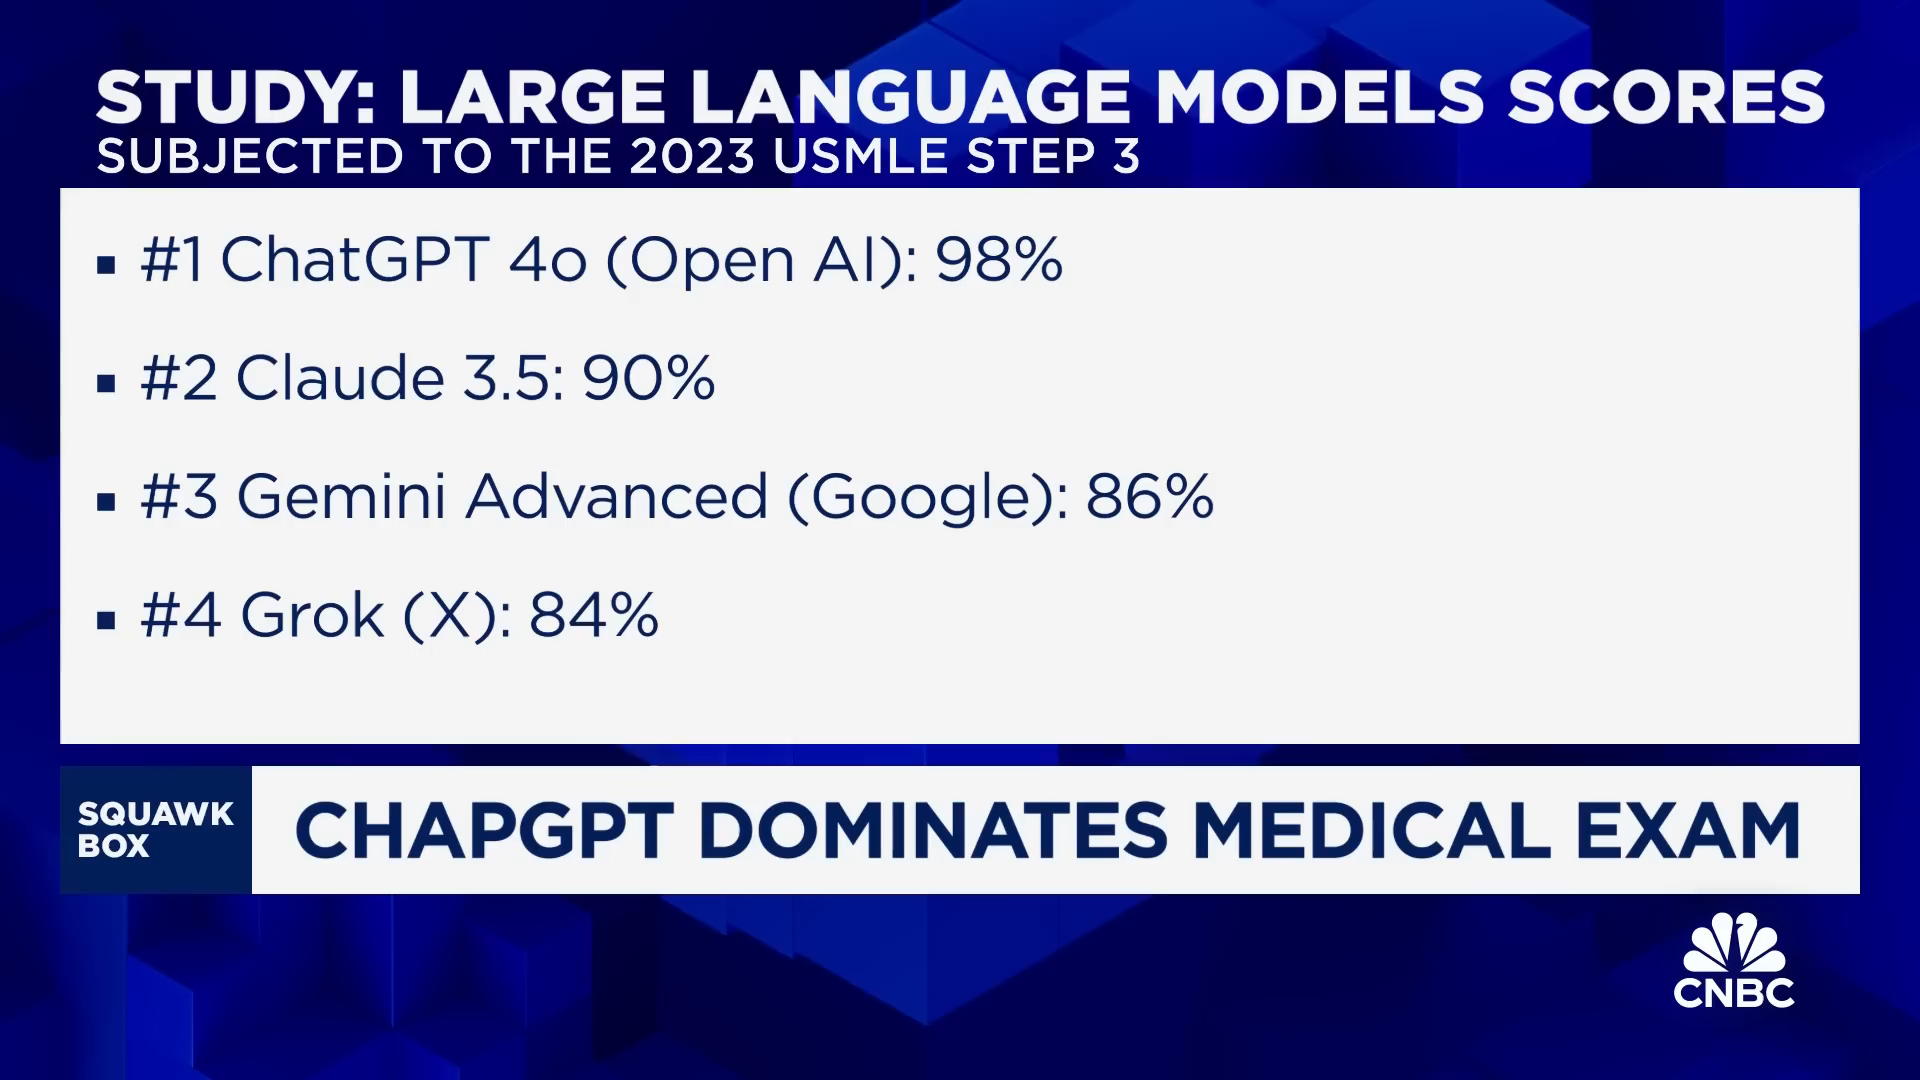 STUDY: LARGE LANGUAGE MODELS SCORES
SUBJECTED TO THE 2023 USMLE STEP 3
▪ #1 ChatGPT 4o (Open AI): 98%
▪ #2 Claude 3.5: 90%
▪ #3 Gemini Advanced (Google): 86%
▪ #4 Grok (X): 84%
SQUAWK
BOX
CHAPGPT DOMINATES MEDICAL EXAM
CNBC